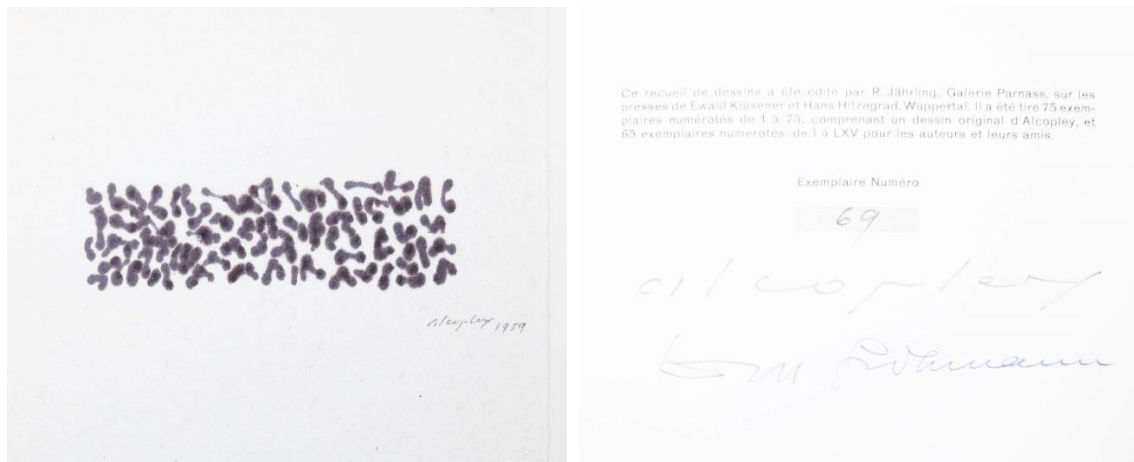 alcopley 1959
Ce recueil de dessins a été édité par R. Jährling, Galerie Parnass, sur les
presses de Ewald Klüsener et Hans Hitzegrad, Wuppertal. Il a été tiré 75 exem-
plaires numérotés de 1 à 75, comprenant un dessin original d'Alcopley, et
65 exemplaires numérotés de I à LXV pour les auteurs et leurs amis.
Exemplaire Numéro
69
alcopley